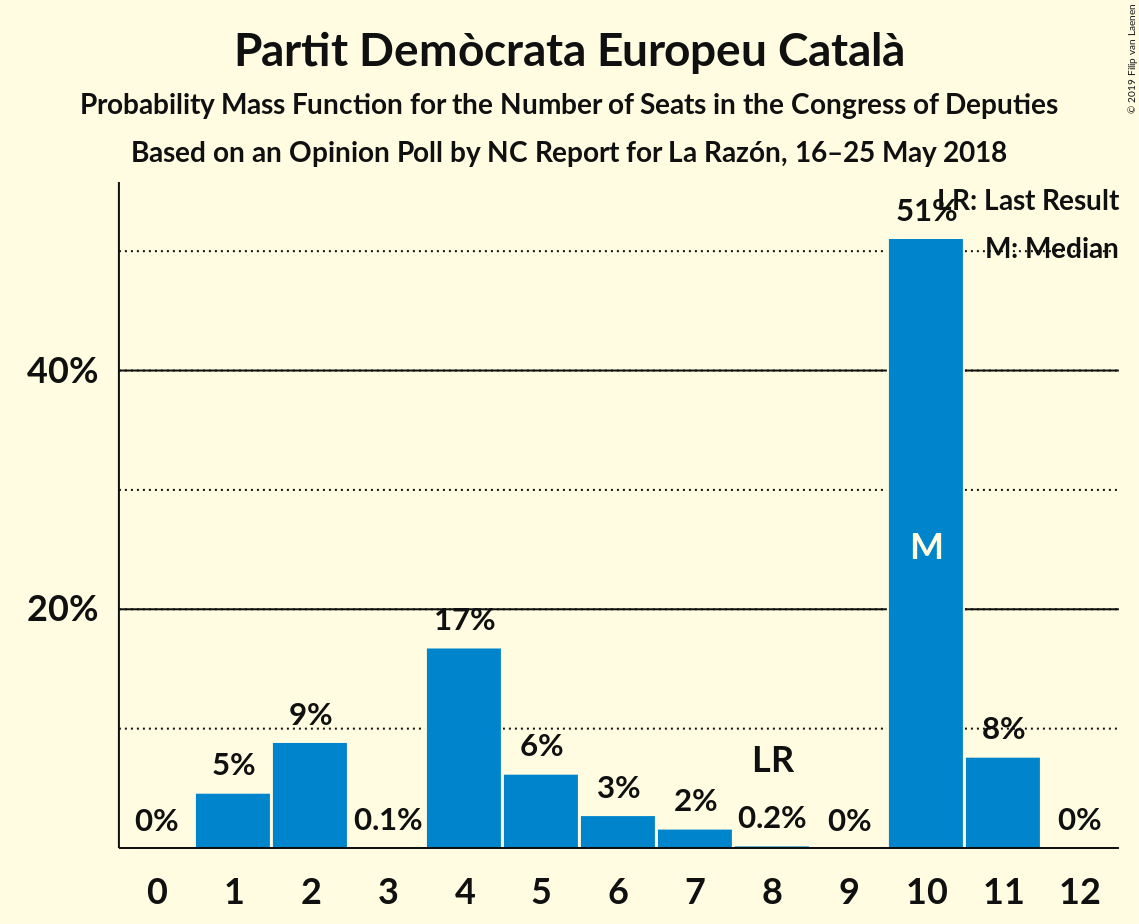 Partit Demòcrata Europeu Català
Probability Mass Function for the Number of Seats in the Congress of Deputies
Based on an Opinion Poll by NC Report for La Razón, 16–25 May 2018
© 2019 Filip van Laenen
LR: Last Result
M: Median
51%
40%
M
20%
17%
9%
8%
6%
LR
5%
3%
2%
0%
0.1%
0.2%
0%
0%
0 1 2 3 4 5 6 7 8 9 10 11 12